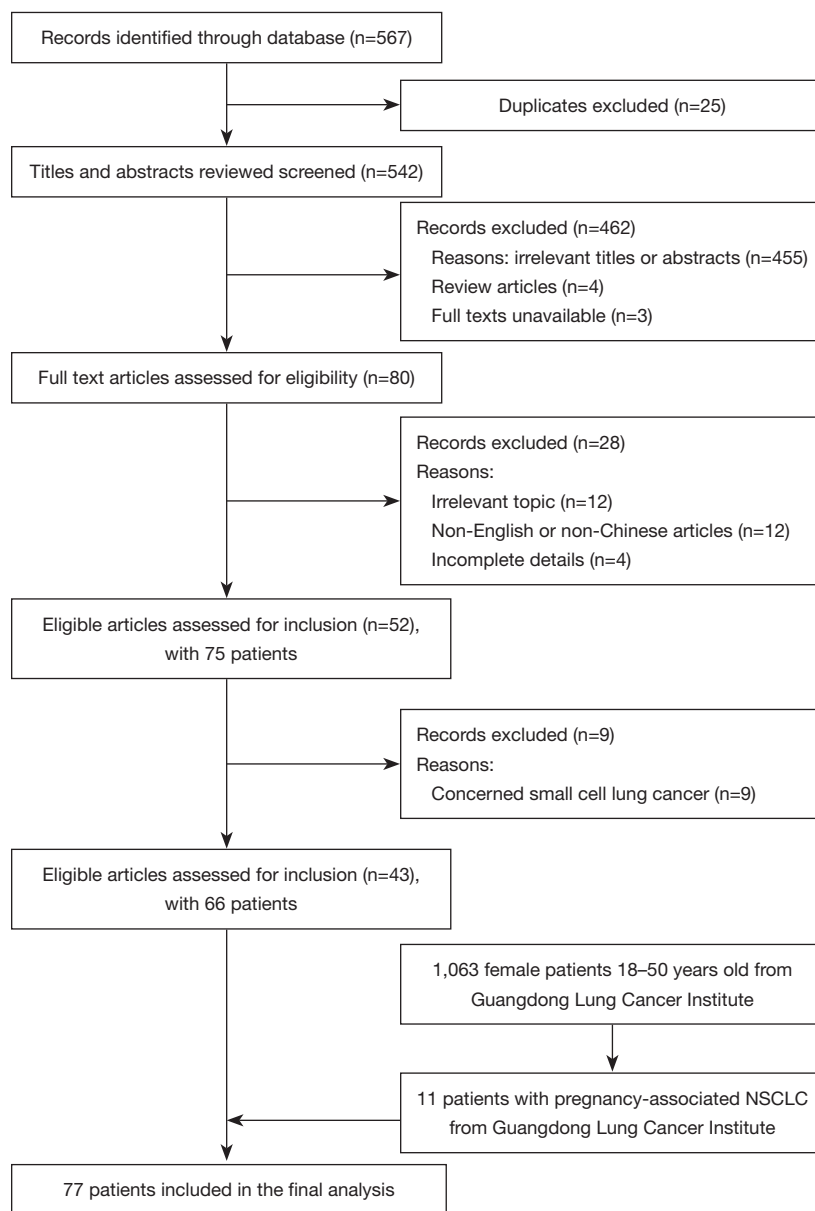 Records identified through database (n=567)
Duplicates excluded (n=25)
Titles and abstracts reviewed screened (n=542)
Records excluded (n=462)
Reasons: irrelevant titles or abstracts (n=455)
Review articles (n=4)
Full texts unavailable (n=3)
Full text articles assessed for eligibility (n=80)
Records excluded (n=28)
Reasons:
Irrelevant topic (n=12)
Non-English or non-Chinese articles (n=12)
Incomplete details (n=4)
Eligible articles assessed for inclusion (n=52),
with 75 patients
Records excluded (n=9)
Reasons:
Concerned small cell lung cancer (n=9)
Eligible articles assessed for inclusion (n=43),
with 66 patients
1,063 female patients 18–50 years old from
Guangdong Lung Cancer Institute
11 patients with pregnancy-associated NSCLC
from Guangdong Lung Cancer Institute
77 patients included in the final analysis